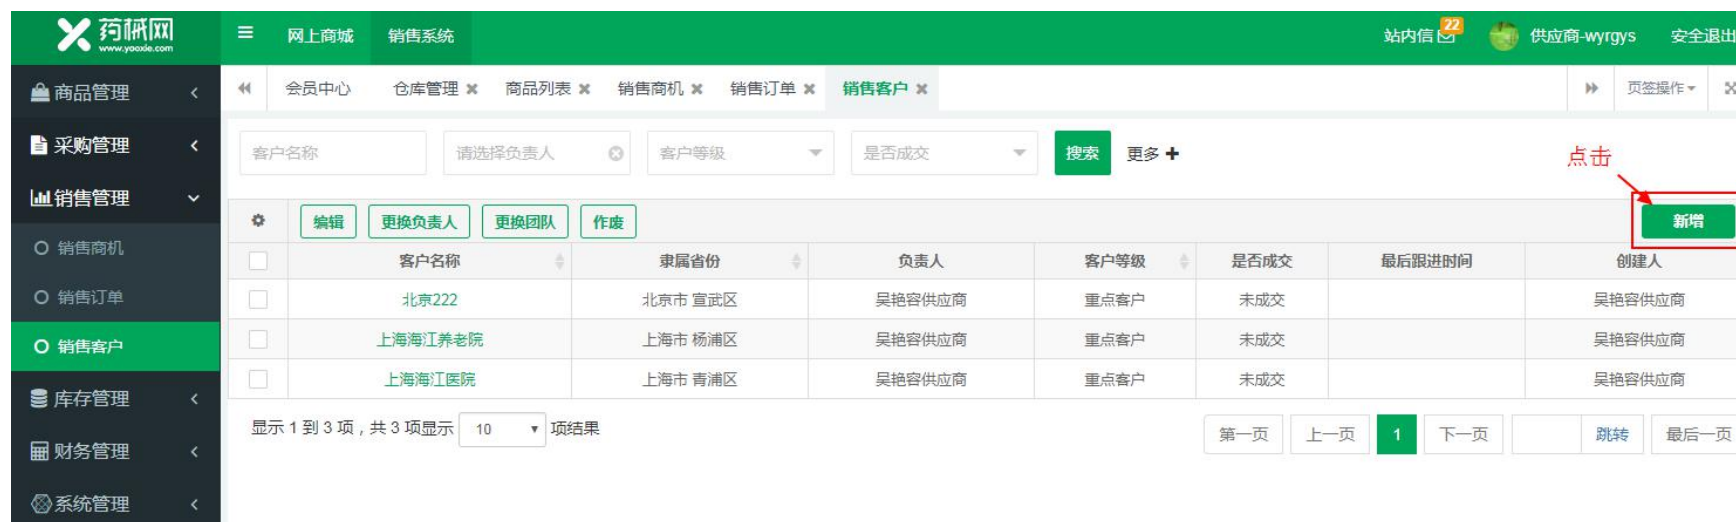 药械网
www.yaoxie.com
网上商城 销售系统 站内信 22 供应商-wyrgys 安全退出
商品管理
采购管理
销售管理
销售商机
销售订单
销售客户
库存管理
财务管理
系统管理
会员中心 仓库管理 商品列表 销售商机 销售订单 销售客户 页签操作
客户名称 请选择负责人 客户等级 是否成交 搜索 更多
点击
编辑 更换负责人 更换团队 作废 新增
客户名称 隶属省份 负责人 客户等级 是否成交 最后跟进时间 创建人
北京222 北京市 宣武区 吴艳容供应商 重点客户 未成交 吴艳容供应商
上海海江养老院 上海市 杨浦区 吴艳容供应商 重点客户 未成交 吴艳容供应商
上海海江医院 上海市 青浦区 吴艳容供应商 重点客户 未成交 吴艳容供应商
显示 1 到 3 项，共 3 项显示 10 项结果 第一页 上一页 1 下一页 跳转 最后一页